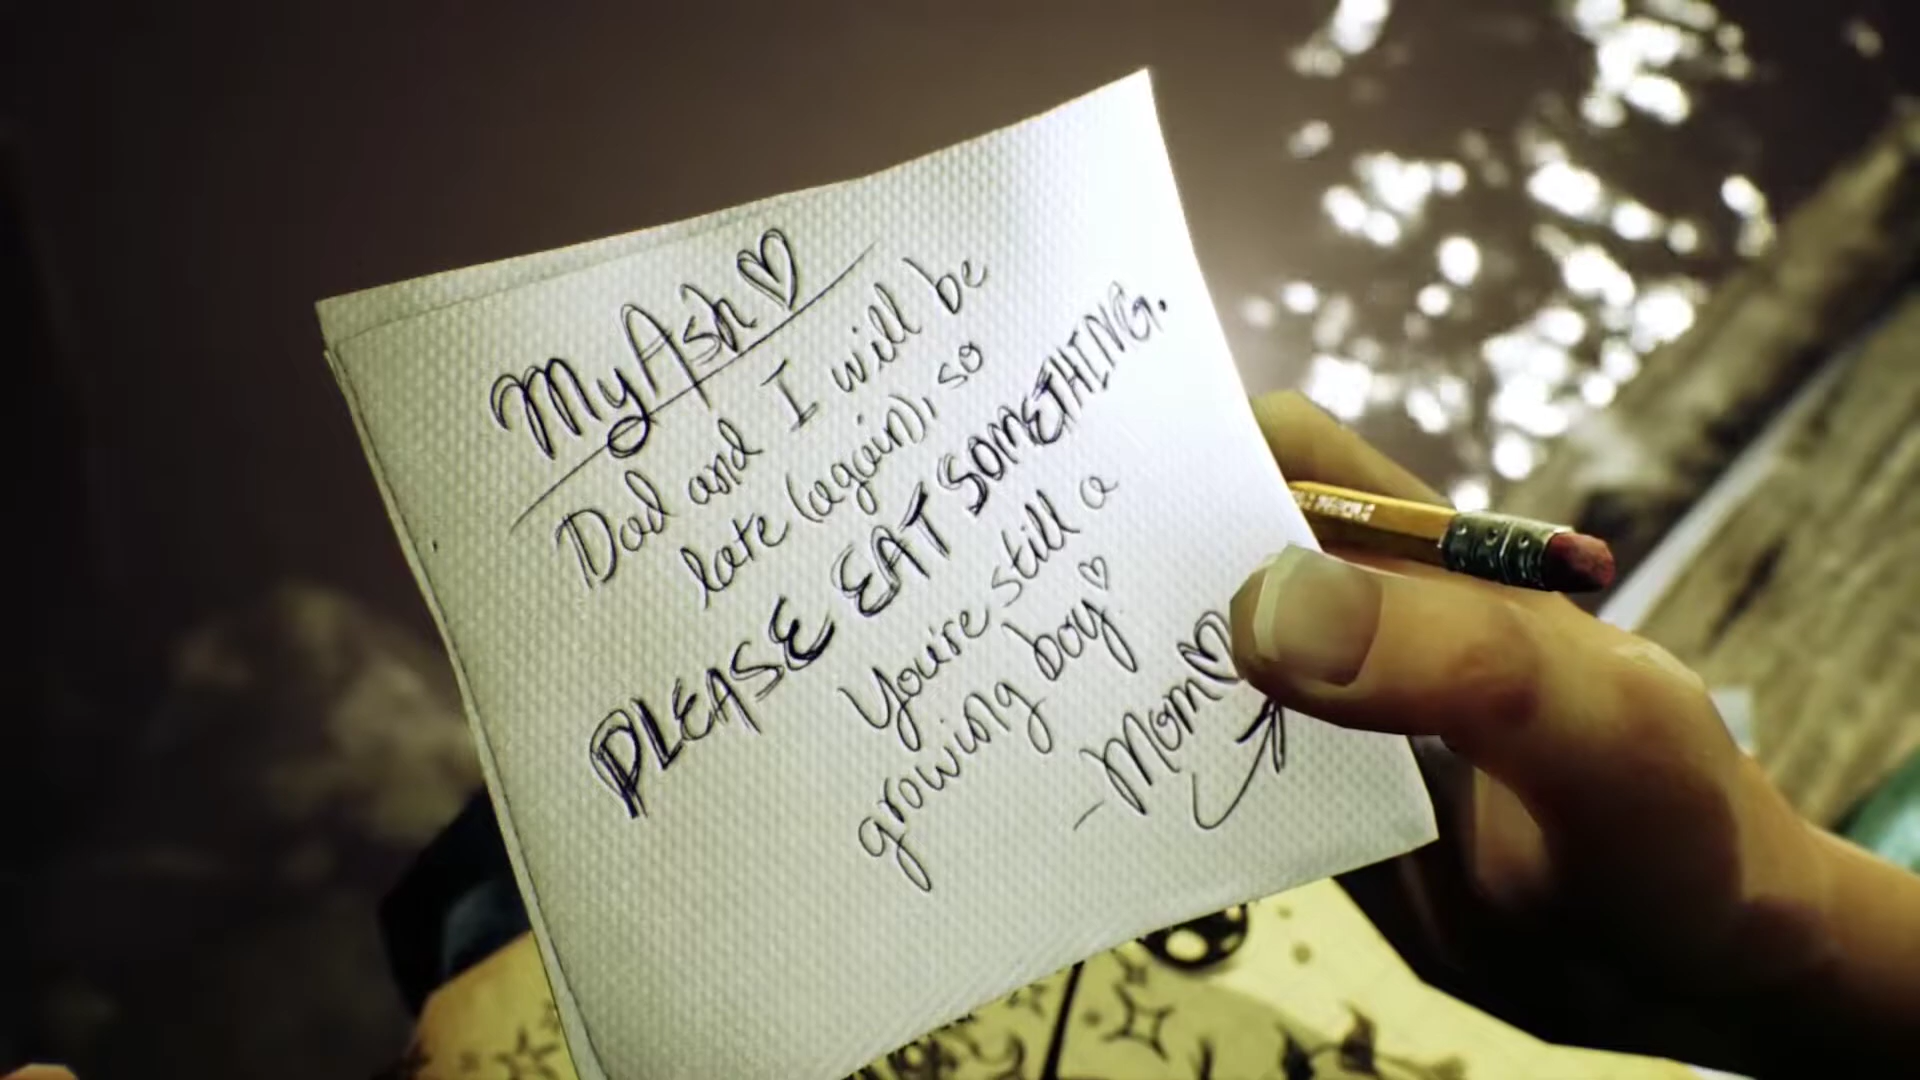 My Ash♡
Dad and I will be
late (again), so
PLEASE EAT SOMETHING.
You're still a
growing boy♡
-Mom♡